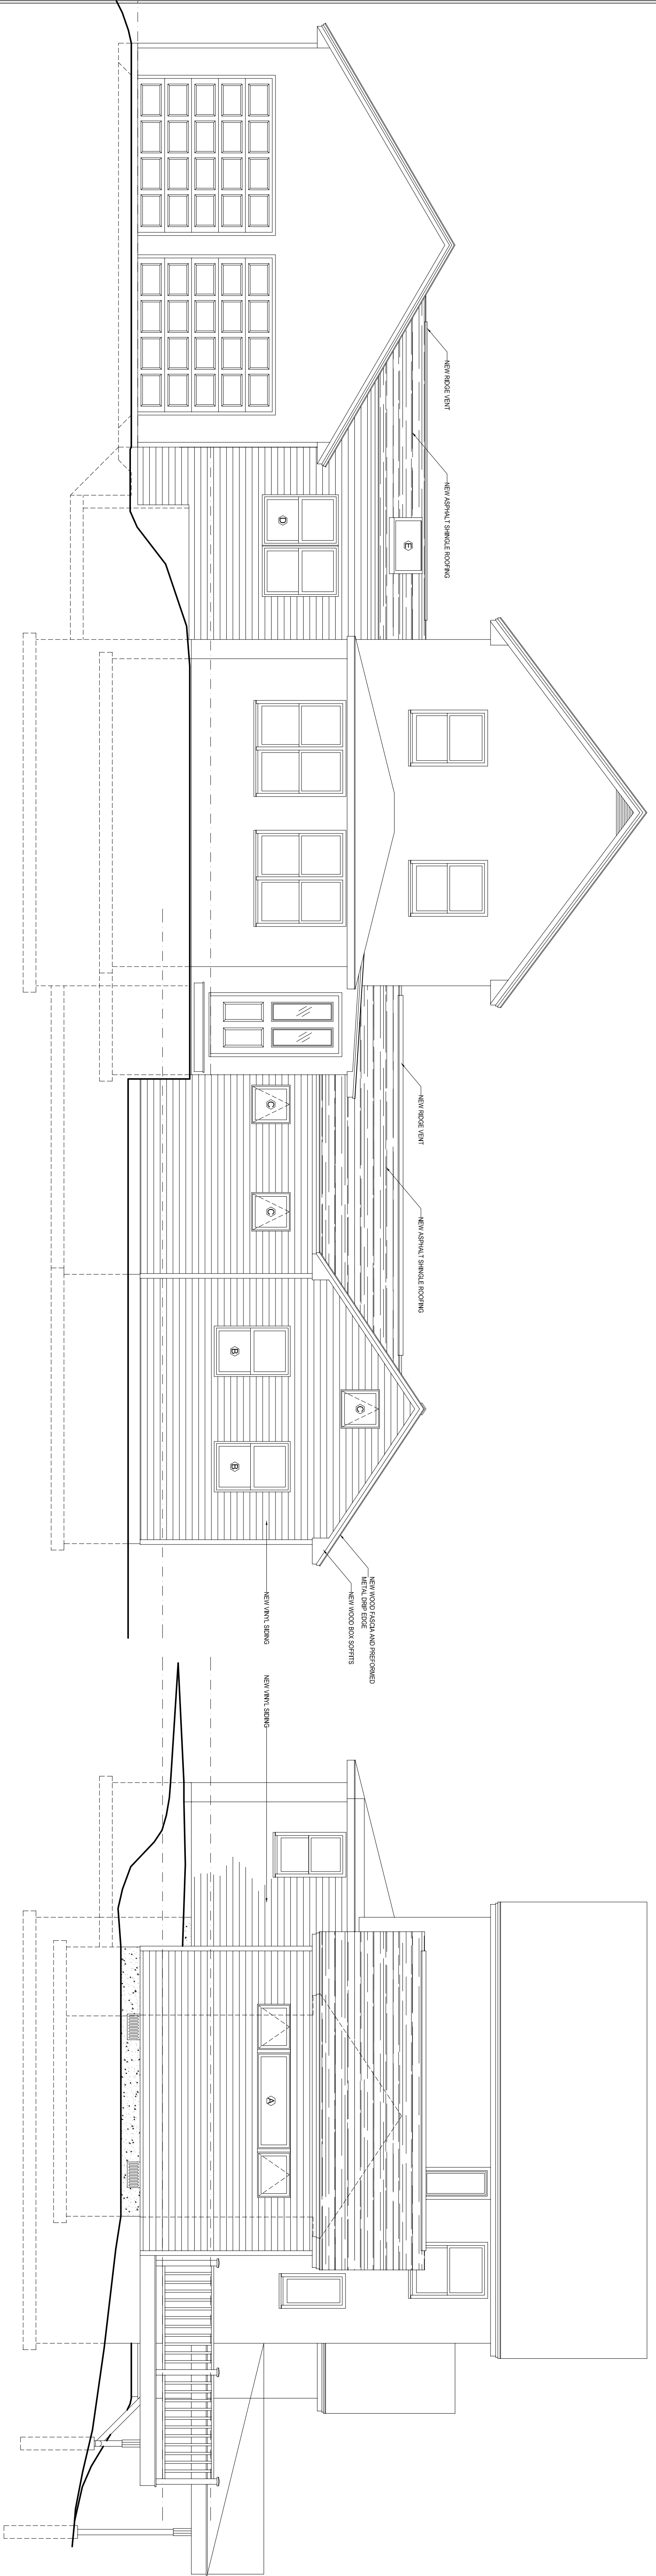 NEW RIDGE VENT
NEW ASPHALT SHINGLE ROOFING
E
D
NEW RIDGE VENT
NEW ASPHALT SHINGLE ROOFING
C
C
C
B
B
NEW WOOD FASCIA AND PREFORMED
METAL DRIP EDGE
NEW WOOD BOX SOFFITS
NEW VINYL SIDING
NEW VINYL SIDING
A